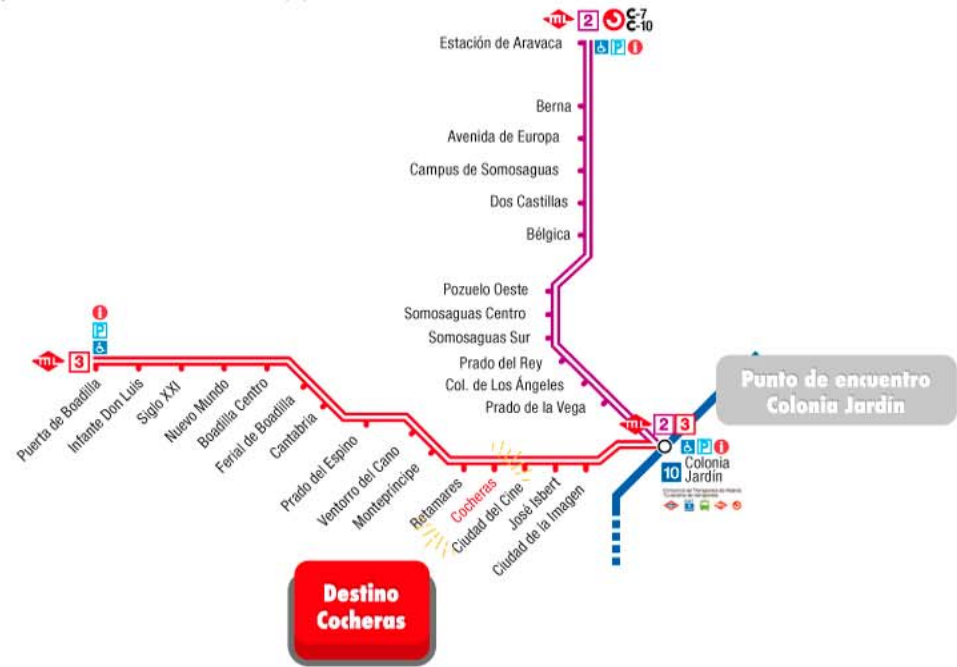 mL 2 C-7
C-10
Estación de Aravaca
P i
Berna
Avenida de Europa
Campus de Somosaguas
Dos Castillas
Bélgica
Pozuelo Oeste
Somosaguas Centro
Somosaguas Sur
Prado del Rey
Col. de Los Ángeles
Prado de la Vega
i
P
mL 3
Puerta de Boadilla
Infante Don Luis
Siglo XXI
Nuevo Mundo
Boadilla Centro
Ferial de Boadilla
Cantabria
Prado del Espino
Ventorro del Cano
Montepríncipe
Retamares
Cocheras
Ciudad del Cine
José Isbert
Ciudad de la Imagen
Punto de encuentro
Colonia Jardín
mL 2 3
P i
10 Colonia
Jardín
Destino
Cocheras